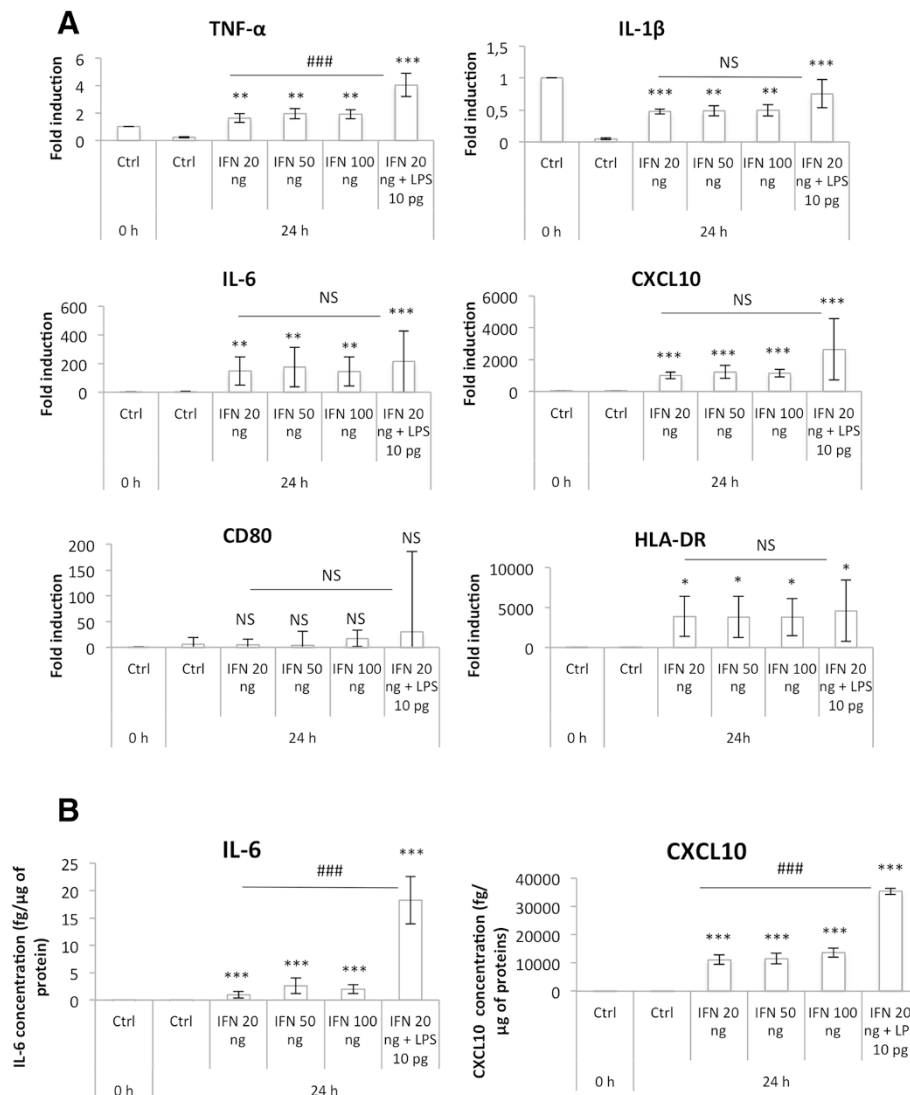 A
TNF-α
Fold induction
6
4
2
0
###
** ** ** ***
Ctrl Ctrl IFN 20 ng IFN 50 ng IFN 100 ng IFN 20 ng + LPS 10 pg
0 h 24 h
IL-1β
Fold induction
1,5
1
0,5
0
NS
*** ** ** ***
Ctrl Ctrl IFN 20 ng IFN 50 ng IFN 100 ng IFN 20 ng + LPS 10 pg
0 h 24 h
IL-6
Fold induction
600
400
200
0
NS
** ** ** ***
Ctrl Ctrl IFN 20 ng IFN 50 ng IFN 100 ng IFN 20 ng + LPS 10 pg
0 h 24 h
CXCL10
Fold induction
6000
4000
2000
0
NS
*** *** *** ***
Ctrl Ctrl IFN 20 ng IFN 50 ng IFN 100 ng IFN 20 ng + LPS 10 pg
0 h 24 h
CD80
Fold induction
200
150
100
50
0
NS
NS NS NS NS
Ctrl Ctrl IFN 20 ng IFN 50 ng IFN 100 ng IFN 20 ng + LPS 10 pg
0 h 24 h
HLA-DR
Fold induction
10000
5000
0
NS
* * * *
Ctrl Ctrl IFN 20 ng IFN 50 ng IFN 100 ng IFN 20 ng + LPS 10 pg
0 h 24h
B
IL-6
IL-6 concentration (fg/µg of
protein)
25
20
15
10
5
0
###
*** *** *** ***
Ctrl Ctrl IFN 20 ng IFN 50 ng IFN 100 ng IFN 20 ng + LPS 10 pg
0 h 24 h
CXCL10
CXCL10 concentration (fg/
µg of proteins)
40000
30000
20000
10000
0
###
*** *** *** ***
Ctrl Ctrl IFN 20 ng IFN 50 ng IFN 100 ng IFN 20 ng + LPS 10 pg
0 h 24 h